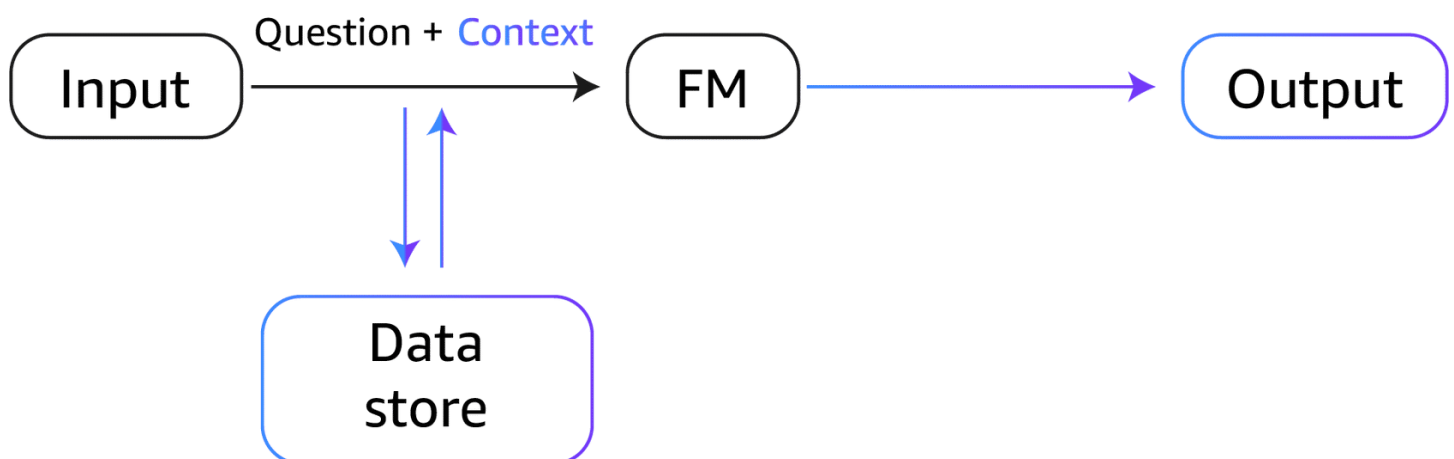 Question + Context
Input
FM
Output
Data
store